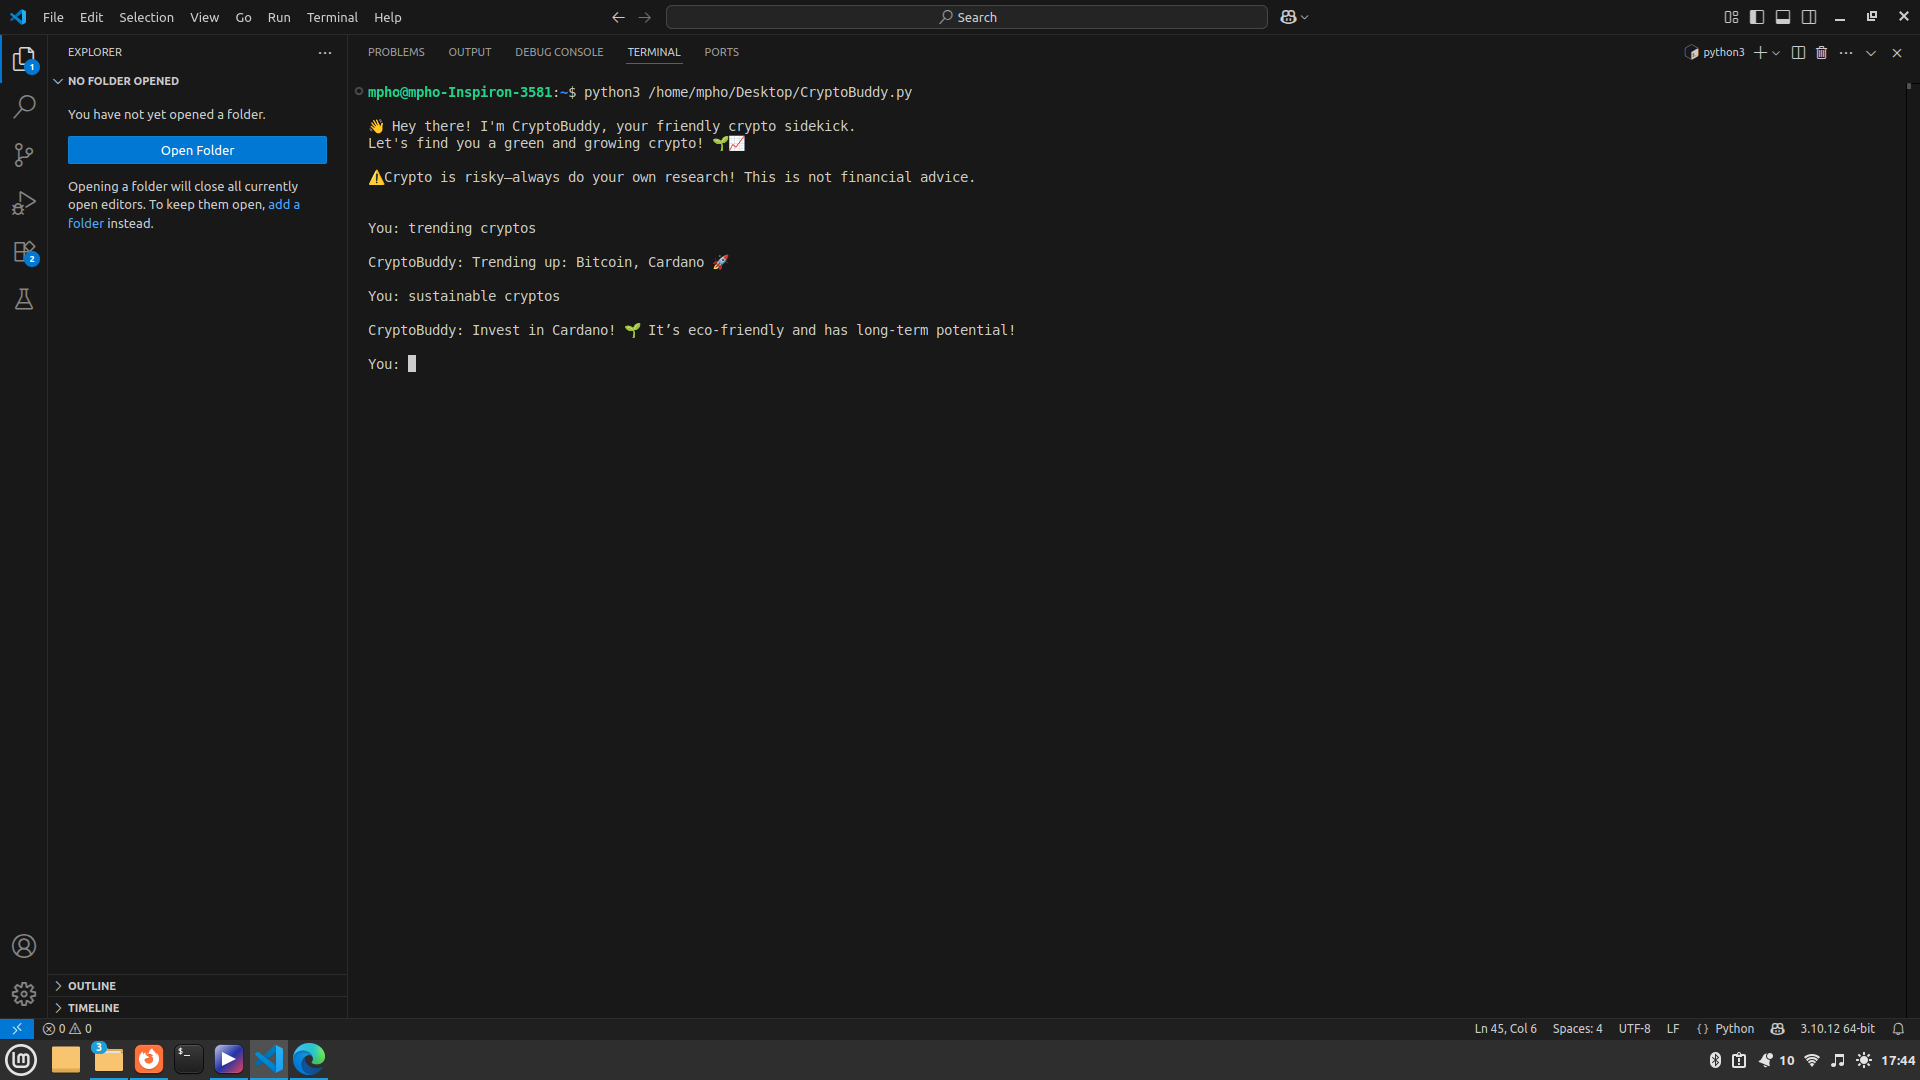 File Edit Selection View Go Run Terminal Help
Search
EXPLORER
NO FOLDER OPENED
You have not yet opened a folder.
Open Folder
Opening a folder will close all currently
open editors. To keep them open, add a
folder instead.
OUTLINE
TIMELINE
PROBLEMS OUTPUT DEBUG CONSOLE TERMINAL PORTS
python3
mpho@mpho-Inspiron-3581:~$ python3 /home/mpho/Desktop/CryptoBuddy.py
👋 Hey there! I'm CryptoBuddy, your friendly crypto sidekick.
Let's find you a green and growing crypto! 🌱📈
⚠️Crypto is risky—always do your own research! This is not financial advice.
You: trending cryptos
CryptoBuddy: Trending up: Bitcoin, Cardano 🚀
You: sustainable cryptos
CryptoBuddy: Invest in Cardano! 🌱 It’s eco-friendly and has long-term potential!
You:
1
2
0 0
Ln 45, Col 6 Spaces: 4 UTF-8 LF {} Python 3.10.12 64-bit
3
$_
10
17:44